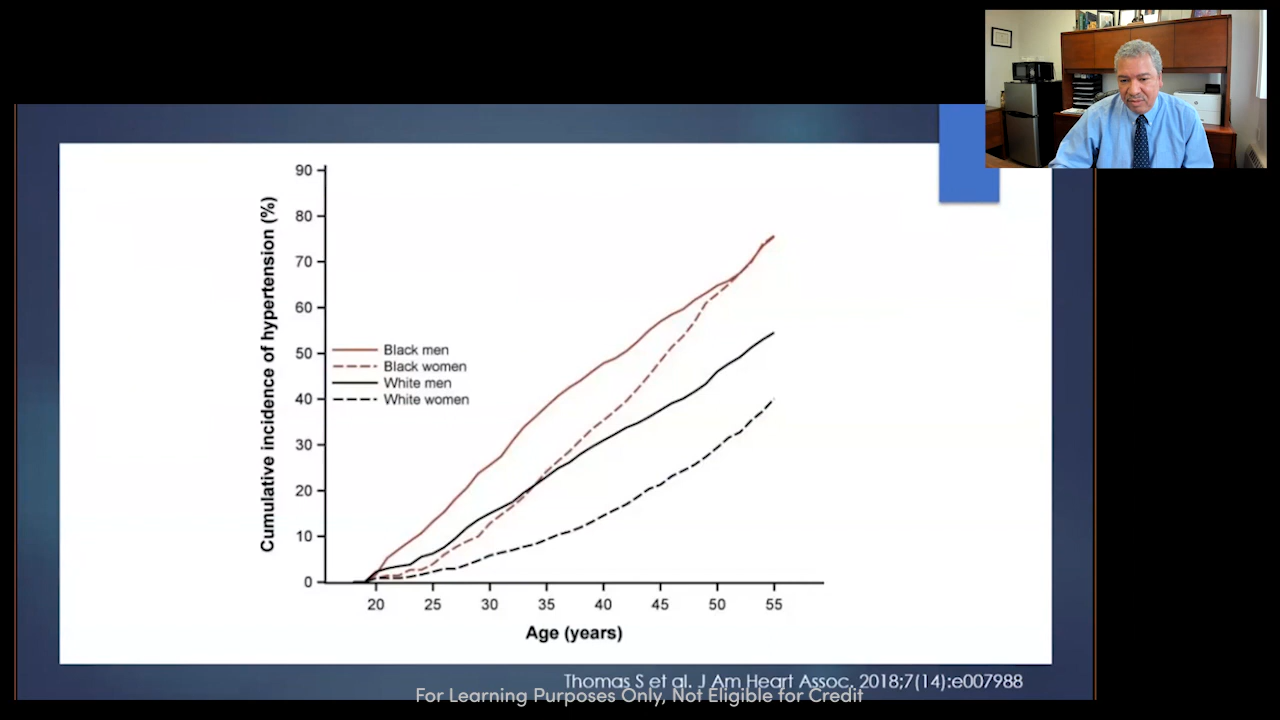 Cumulative incidence of hypertension (%)
90
80
70
60
50
40
30
20
10
0
Black men
Black women
White men
White women
20 25 30 35 40 45 50 55
Age (years)
Thomas S et al. J Am Heart Assoc. 2018;7(14):e007988
For Learning Purposes Only, Not Eligible for Credit